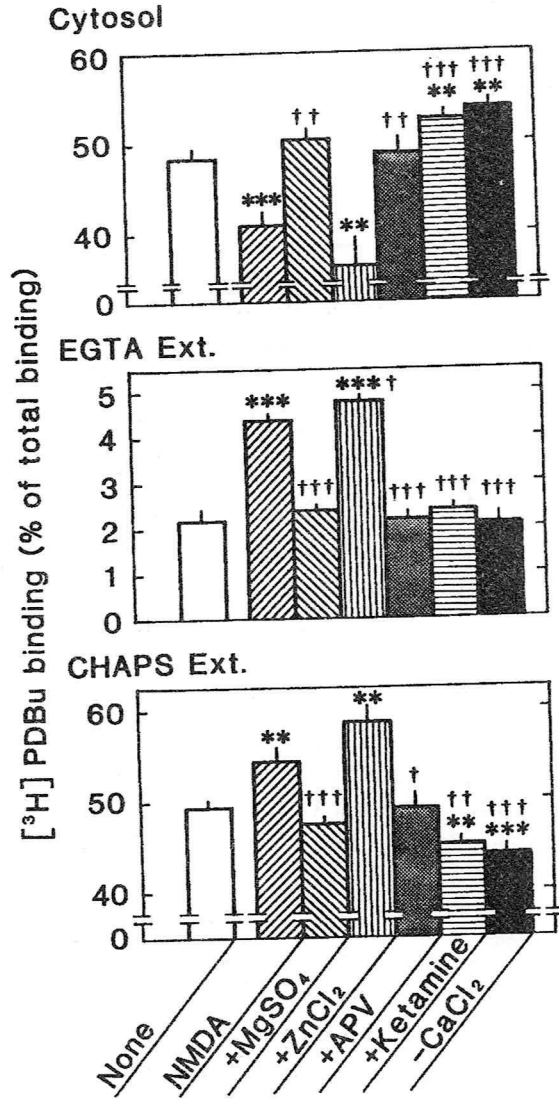 Cytosol
60
50
40
0
†† †† ††† †††
*** ** ** **
EGTA Ext.
5
4
3
2
1
0
*** ††† *** † ††† ††† †††
CHAPS Ext.
60
50
40
0
** ††† ** † †† †††
** ***
[³H] PDBu binding (% of total binding)
None
NMDA
+MgSO₄
+ZnCl₂
+APV
+Ketamine
-CaCl₂